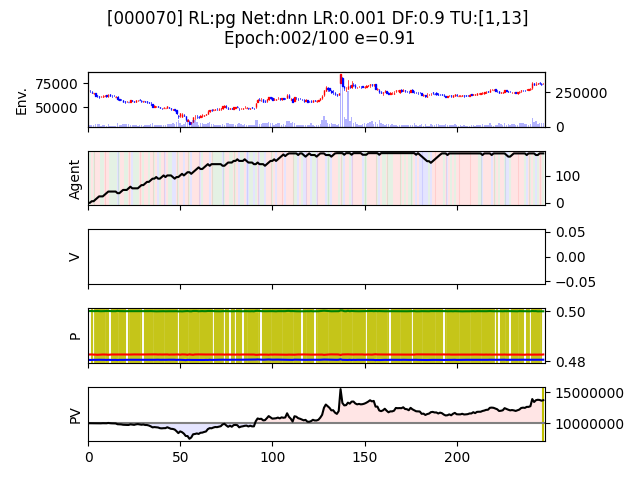 [000070] RL:pg Net:dnn LR:0.001 DF:0.9 TU:[1,13]
Epoch:002/100 e=0.91
Env.
75000
50000
250000
0
Agent
100
0
V
0.05
0.00
−0.05
P
0.50
0.48
PV
15000000
10000000
0
50
100
150
200